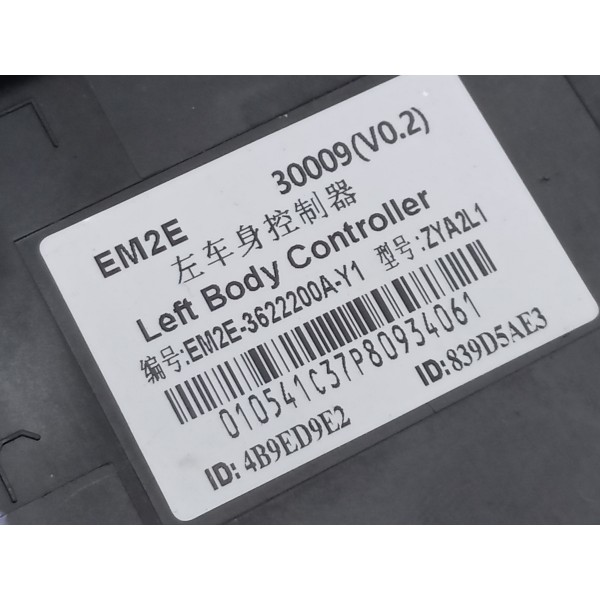 EM2E 30009(V0.2)
左车身控制器
Left Body Controller
编号:EM2E-3622200A-Y1 型号:ZYA2L1
010541C37P80934061
ID: 4B9ED9E2 ID:839D5AE3